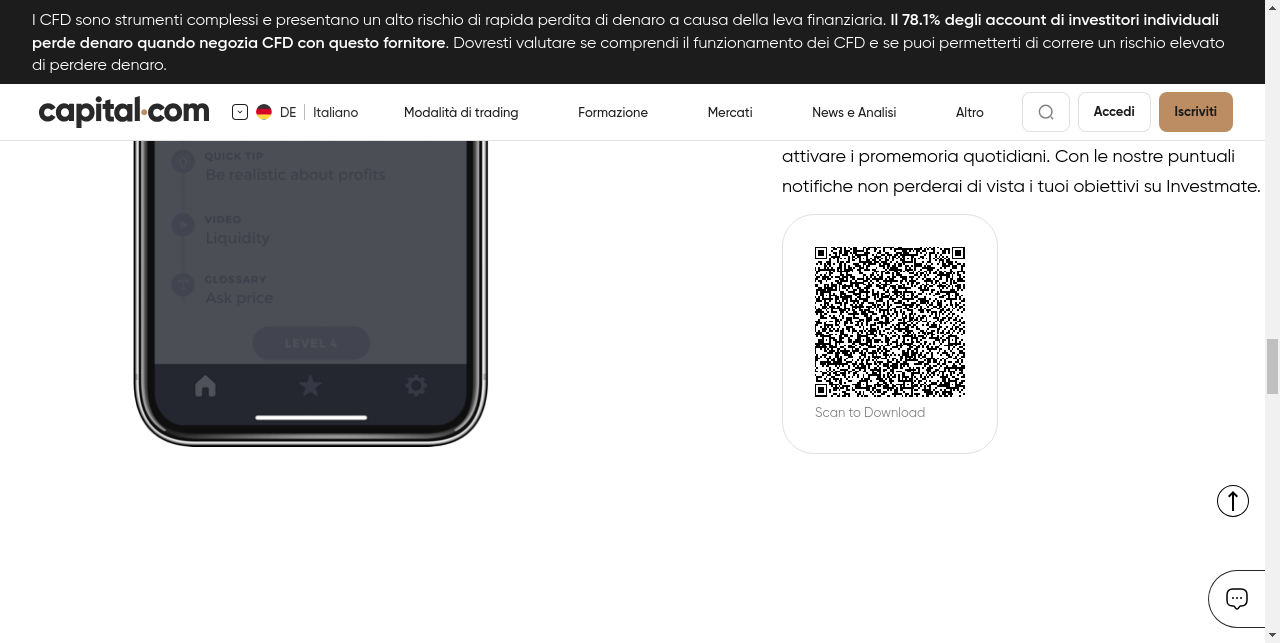 I CFD sono strumenti complessi e presentano un alto rischio di rapida perdita di denaro a causa della leva finanziaria. Il 78.1% degli account di investitori individuali
perde denaro quando negozia CFD con questo fornitore. Dovresti valutare se comprendi il funzionamento dei CFD e se puoi permetterti di correre un rischio elevato
di perdere denaro.
capital.com
DE
Italiano
Modalità di trading
Formazione
Mercati
News e Analisi
Altro
Accedi
Iscriviti
QUICK TIP
Be realistic about profits
VIDEO
Liquidity
GLOSSARY
Ask price
LEVEL 4
attivare i promemoria quotidiani. Con le nostre puntuali
notifiche non perderai di vista i tuoi obiettivi su Investmate.
Scan to Download